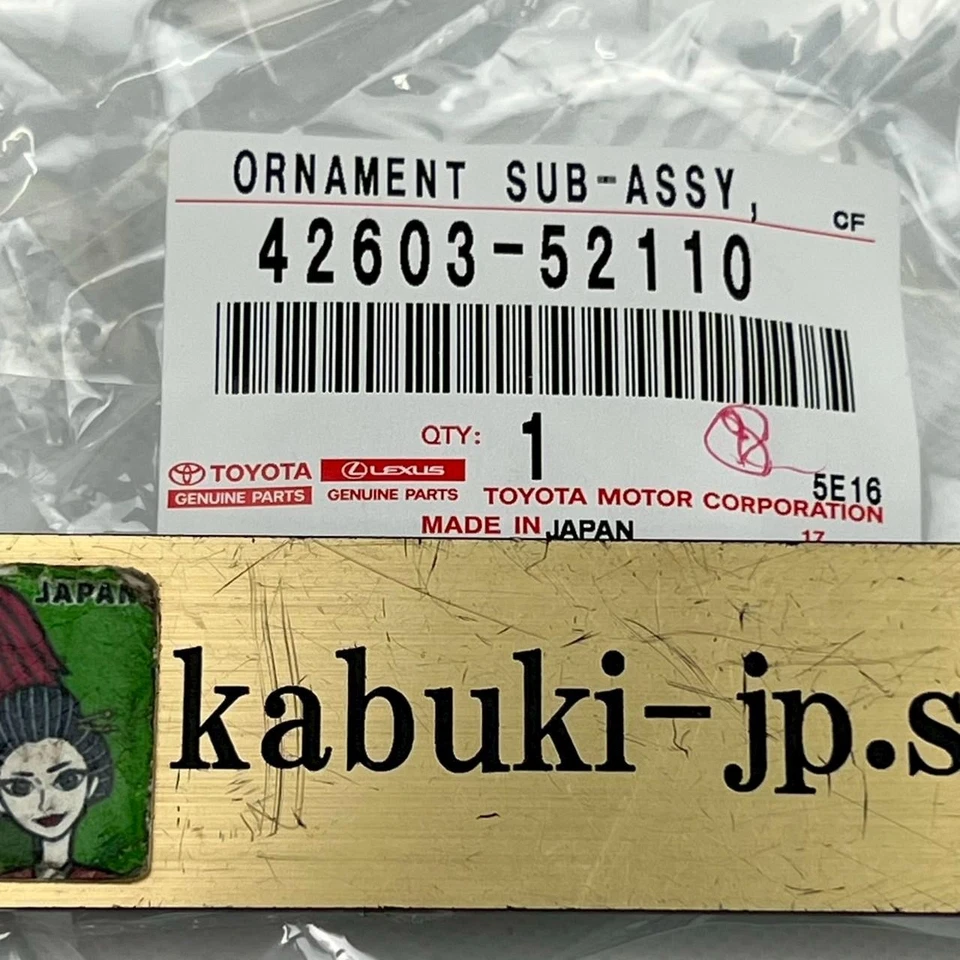 ORNAMENT SUB-ASSY,
CF
42603-52110
QTY: 1
TOYOTA LEXUS
5E16
GENUINE PARTS GENUINE PARTS TOYOTA MOTOR CORPORATION
MADE IN JAPAN
17
JAPAN
kabuki-jp.s